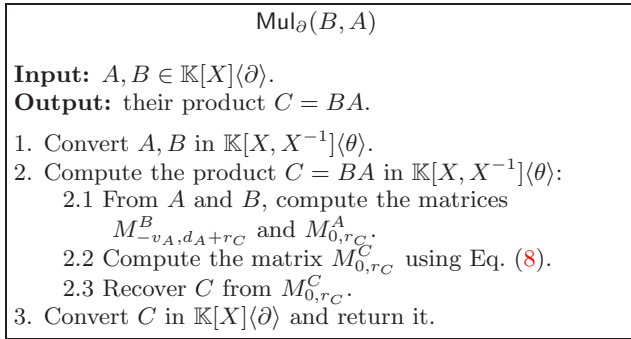 Mul∂(B, A)
Input: A, B ∈ 𝕂[X]⟨∂⟩.
Output: their product C = BA.
1. Convert A, B in 𝕂[X, X⁻¹]⟨θ⟩.
2. Compute the product C = BA in 𝕂[X, X⁻¹]⟨θ⟩:
2.1 From A and B, compute the matrices
M^B_{-v_A,d_A+r_C} and M^A_{0,r_C}.
2.2 Compute the matrix M^C_{0,r_C} using Eq. (8).
2.3 Recover C from M^C_{0,r_C}.
3. Convert C in 𝕂[X]⟨∂⟩ and return it.